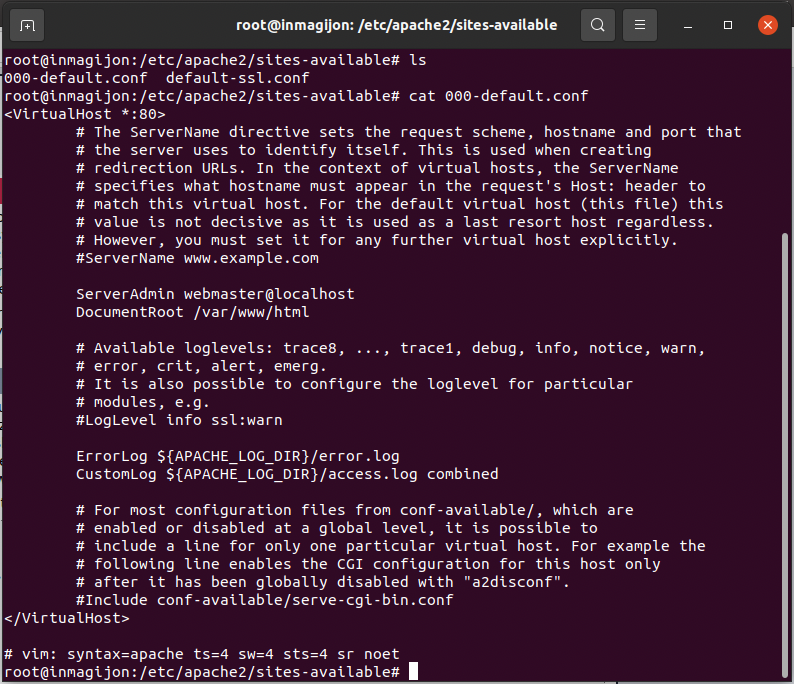 root@inmagijon: /etc/apache2/sites-available
root@inmagijon:/etc/apache2/sites-available# ls
000-default.conf  default-ssl.conf
root@inmagijon:/etc/apache2/sites-available# cat 000-default.conf
<VirtualHost *:80>
        # The ServerName directive sets the request scheme, hostname and port that
        # the server uses to identify itself. This is used when creating
        # redirection URLs. In the context of virtual hosts, the ServerName
        # specifies what hostname must appear in the request's Host: header to
        # match this virtual host. For the default virtual host (this file) this
        # value is not decisive as it is used as a last resort host regardless.
        # However, you must set it for any further virtual host explicitly.
        #ServerName www.example.com

        ServerAdmin webmaster@localhost
        DocumentRoot /var/www/html

        # Available loglevels: trace8, ..., trace1, debug, info, notice, warn,
        # error, crit, alert, emerg.
        # It is also possible to configure the loglevel for particular
        # modules, e.g.
        #LogLevel info ssl:warn

        ErrorLog ${APACHE_LOG_DIR}/error.log
        CustomLog ${APACHE_LOG_DIR}/access.log combined

        # For most configuration files from conf-available/, which are
        # enabled or disabled at a global level, it is possible to
        # include a line for only one particular virtual host. For example the
        # following line enables the CGI configuration for this host only
        # after it has been globally disabled with "a2disconf".
        #Include conf-available/serve-cgi-bin.conf
</VirtualHost>

# vim: syntax=apache ts=4 sw=4 sts=4 sr noet
root@inmagijon:/etc/apache2/sites-available#